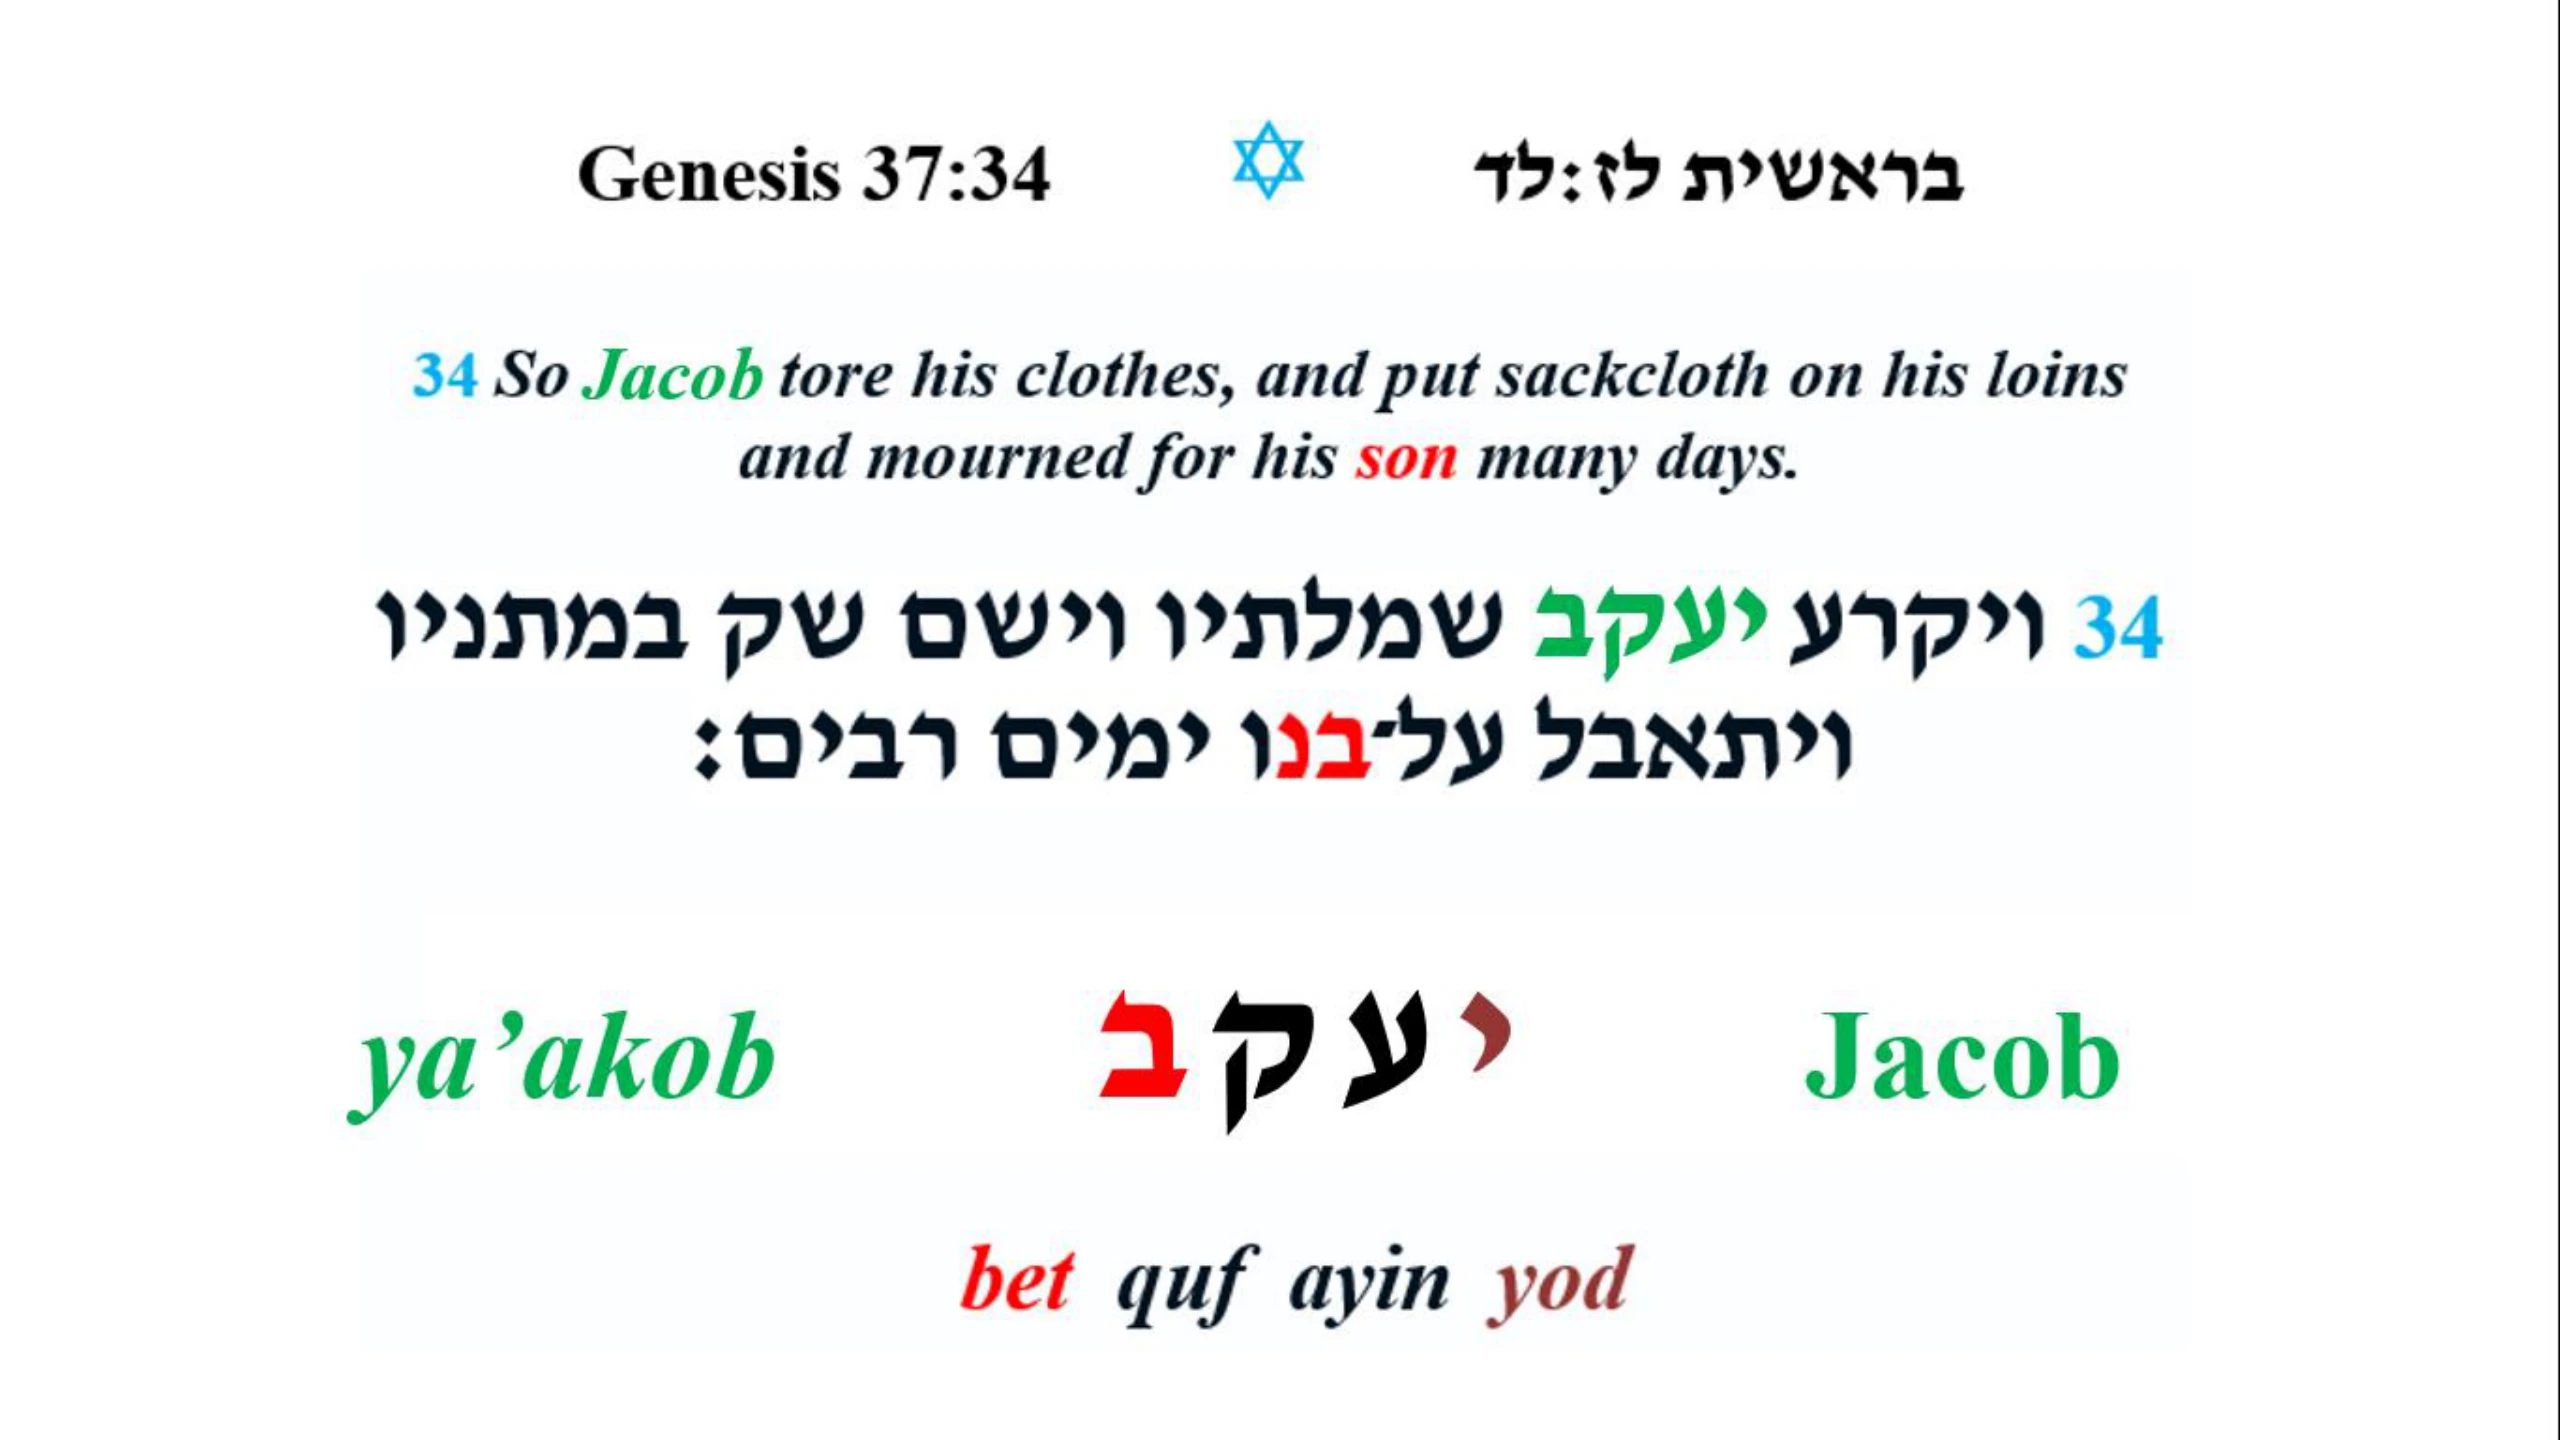 Genesis 37:34 ✡ בראשית לז:לד
34 So Jacob tore his clothes, and put sackcloth on his loins
and mourned for his son many days.
34 ויקרע יעקב שמלתיו וישם שק במתניו
ויתאבל על־בנו ימים רבים:
ya’akob יעקב Jacob
bet quf ayin yod